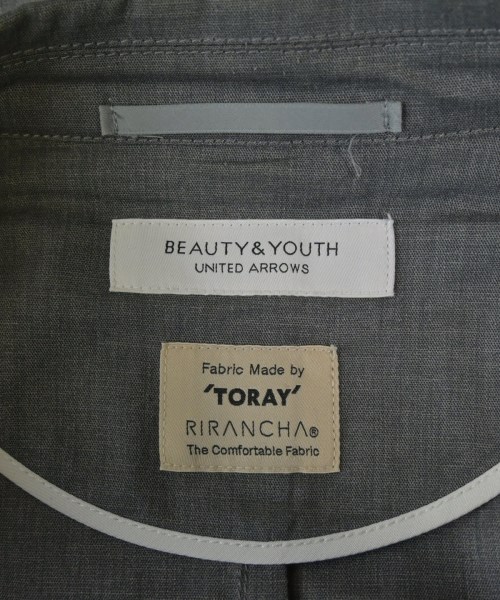 BEAUTY&YOUTH
UNITED ARROWS
Fabric Made by
'TORAY'
RIRANCHA®
The Comfortable Fabric